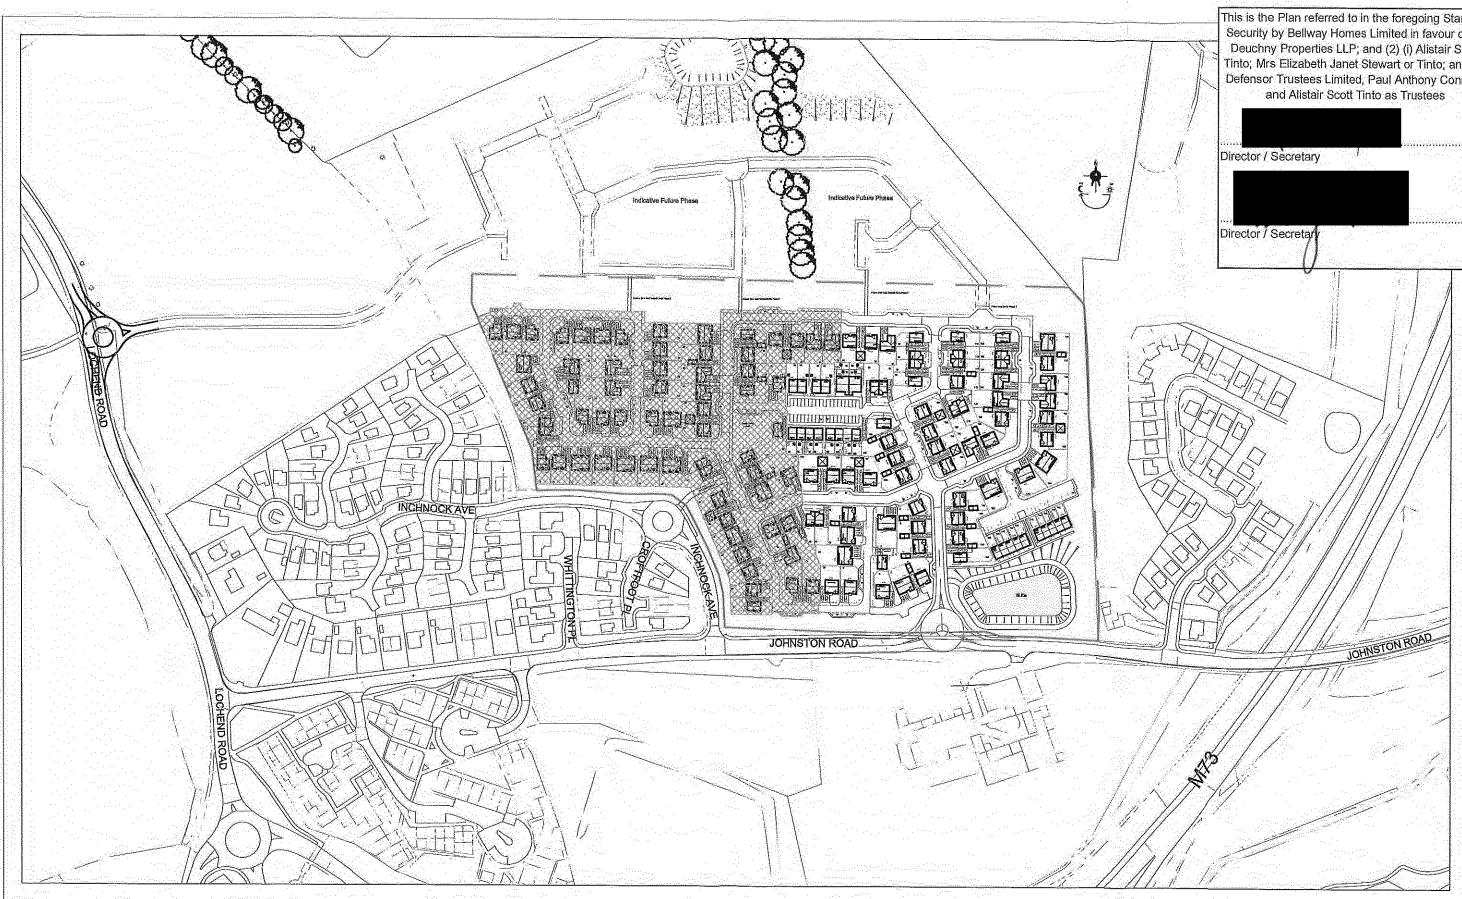 This is the Plan referred to in the foregoing Sta
Security by Bellway Homes Limited in favour
Deuchny Properties LLP; and (2) (i) Alistair S
Tinto; Mrs Elizabeth Janet Stewart or Tinto; an
Defensor Trustees Limited, Paul Anthony Con
and Alistair Scott Tinto as Trustees
Director / Secretary
Director / Secretary
Indicative Future Phase
Indicative Future Phase
LOCHEND ROAD
INCHNOCK AVE
WHITTINGTON PL
CROFTFOOT PL
INCHNOCK AVE
JOHNSTON ROAD
JOHNSTON ROAD
LOCHEND ROAD
M73